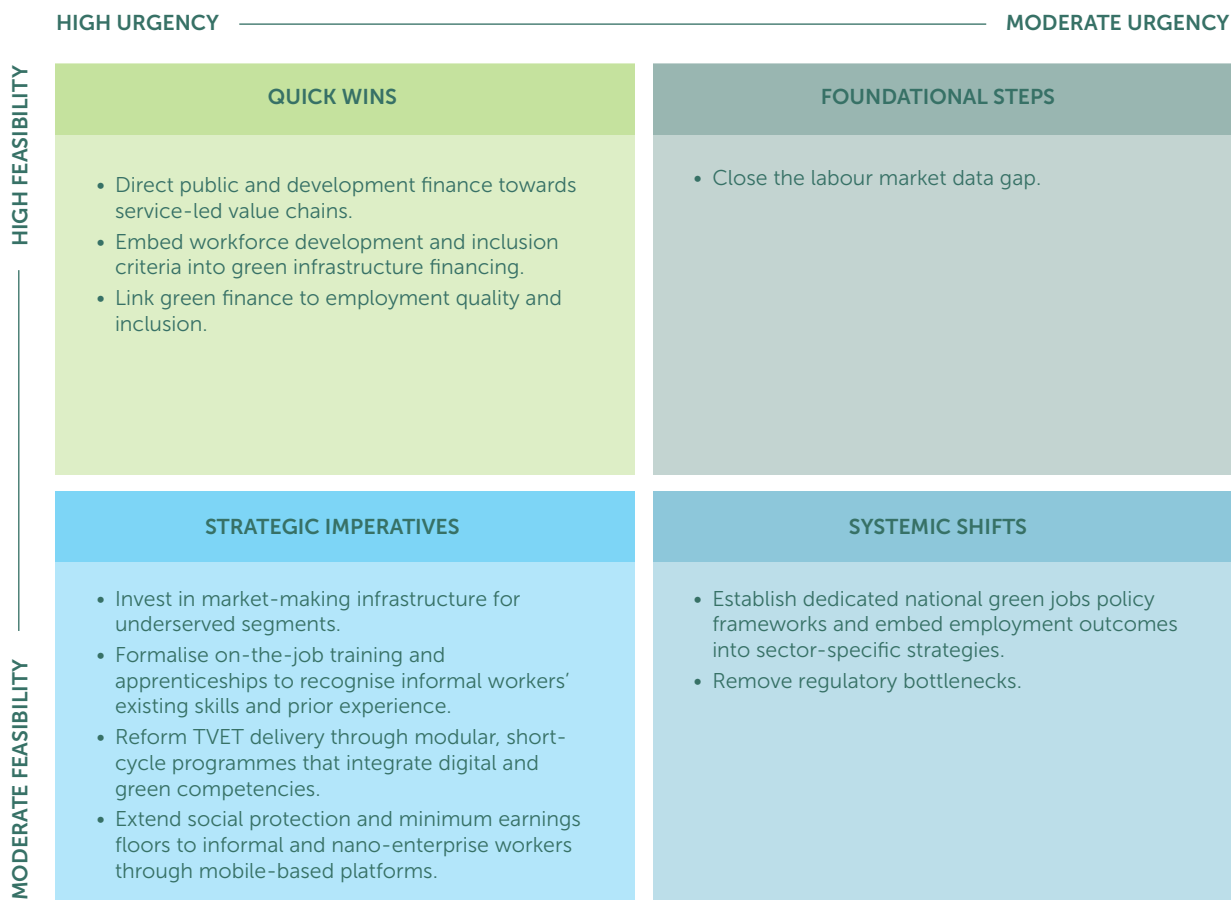 HIGH URGENCY
MODERATE URGENCY
HIGH FEASIBILITY
MODERATE FEASIBILITY
QUICK WINS
• Direct public and development finance towards
service-led value chains.
• Embed workforce development and inclusion
criteria into green infrastructure financing.
• Link green finance to employment quality and
inclusion.
FOUNDATIONAL STEPS
• Close the labour market data gap.
STRATEGIC IMPERATIVES
• Invest in market-making infrastructure for
underserved segments.
• Formalise on-the-job training and
apprenticeships to recognise informal workers’
existing skills and prior experience.
• Reform TVET delivery through modular, short-
cycle programmes that integrate digital and
green competencies.
• Extend social protection and minimum earnings
floors to informal and nano-enterprise workers
through mobile-based platforms.
SYSTEMIC SHIFTS
• Establish dedicated national green jobs policy
frameworks and embed employment outcomes
into sector-specific strategies.
• Remove regulatory bottlenecks.